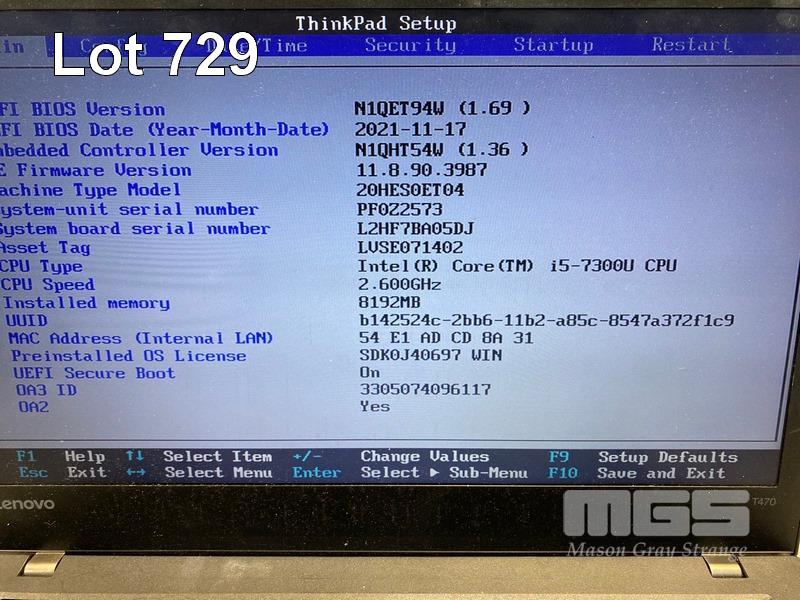 ThinkPad Setup
in Config Date/Time Security Startup Restart
Lot 729
FI BIOS Version N1QET94W (1.69 )
FI BIOS Date (Year-Month-Date) 2021-11-17
bedded Controller Version N1QHT54W (1.36 )
E Firmware Version 11.8.90.3987
achine Type Model 20HES0ET04
ystem-unit serial number PF0Z2573
System board serial number L2HF7BA05DJ
Asset Tag LVSE071402
CPU Type Intel(R) Core(TM) i5-7300U CPU
CPU Speed 2.600GHz
Installed memory 8192MB
UUID b142524c-2bb6-11b2-a85c-8547a372f1c9
MAC Address (Internal LAN) 54 E1 AD CD 8A 31
Preinstalled OS License SDK0J40697 WIN
UEFI Secure Boot On
OA3 ID 3305074096117
OA2 Yes
F1 Help ↑↓ Select Item +/- Change Values F9 Setup Defaults
Esc Exit ←→ Select Menu Enter Select ▶ Sub-Menu F10 Save and Exit
Lenovo
T470
MGS
Mason Gray Strange